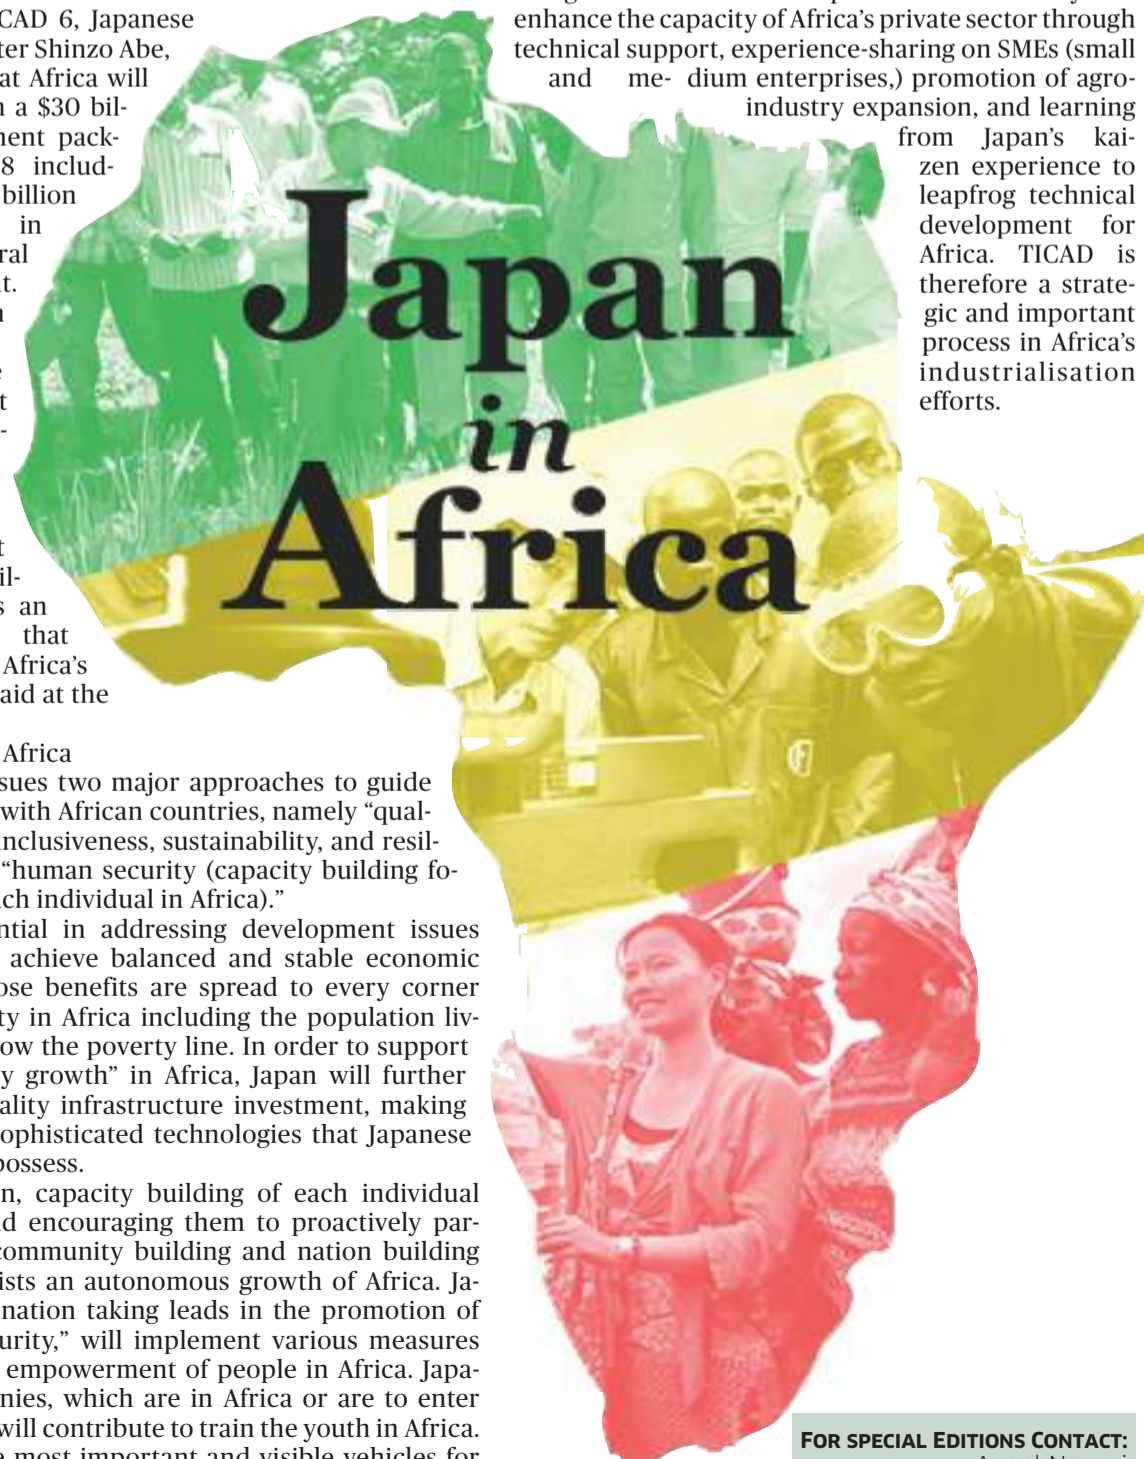 CAD 6, Japanese
ter Shinzo Abe,
at Africa will
a $30 bil-
ment pack-
8 includ-
billion
in
ral
t.
t
-
t
il-
s an
that
Africa's
aid at the
Africa
sues two major approaches to guide
with African countries, namely “qual-
inclusiveness, sustainability, and resil-
“human security (capacity building fo-
ch individual in Africa).”
ntial in addressing development issues
achieve balanced and stable economic
ose benefits are spread to every corner
ty in Africa including the population liv-
ow the poverty line. In order to support
y growth” in Africa, Japan will further
ality infrastructure investment, making
ophisticated technologies that Japanese
possess.
n, capacity building of each individual
d encouraging them to proactively par-
community building and nation building
ists an autonomous growth of Africa. Ja-
nation taking leads in the promotion of
urity,” will implement various measures
empowerment of people in Africa. Japa-
nies, which are in Africa or are to enter
will contribute to train the youth in Africa.
e most important and visible vehicles for
Japan
in
Africa
enhance the capacity of Africa’s private sector through
technical support, experience-sharing on SMEs (small
and me- dium enterprises,) promotion of agro-
industry expansion, and learning
from Japan’s kai-
zen experience to
leapfrog technical
development for
Africa. TICAD is
therefore a strate-
gic and important
process in Africa’s
industrialisation
efforts.
FOR SPECIAL EDITIONS CONTACT: